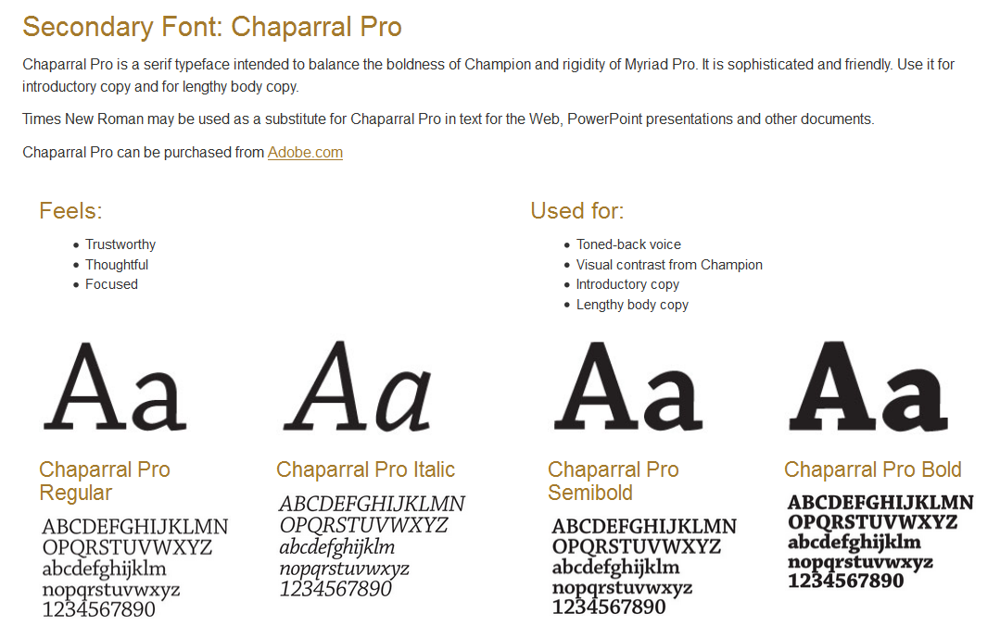 Secondary Font: Chaparral Pro
Chaparral Pro is a serif typeface intended to balance the boldness of Champion and rigidity of Myriad Pro. It is sophisticated and friendly. Use it for
introductory copy and for lengthy body copy.
Times New Roman may be used as a substitute for Chaparral Pro in text for the Web, PowerPoint presentations and other documents.
Chaparral Pro can be purchased from Adobe.com
Feels:
Trustworthy
Thoughtful
Focused
Used for:
Toned-back voice
Visual contrast from Champion
Introductory copy
Lengthy body copy
Aa
Chaparral Pro
Regular
ABCDEFGHIJKLMN
OPQRSTUVWXYZ
abcdefghijklm
nopqrstuvwxyz
1234567890
Aa
Chaparral Pro Italic
ABCDEFGHIJKLMN
OPQRSTUVWXYZ
abcdefghijklm
nopqrstuvwxyz
1234567890
Aa
Chaparral Pro
Semibold
ABCDEFGHIJKLMN
OPQRSTUVWXYZ
abcdefghijklm
nopqrstuvwxyz
1234567890
Aa
Chaparral Pro Bold
ABCDEFGHIJKLMN
OPQRSTUVWXYZ
abcdefghijklm
nopqrstuvwxyz
1234567890